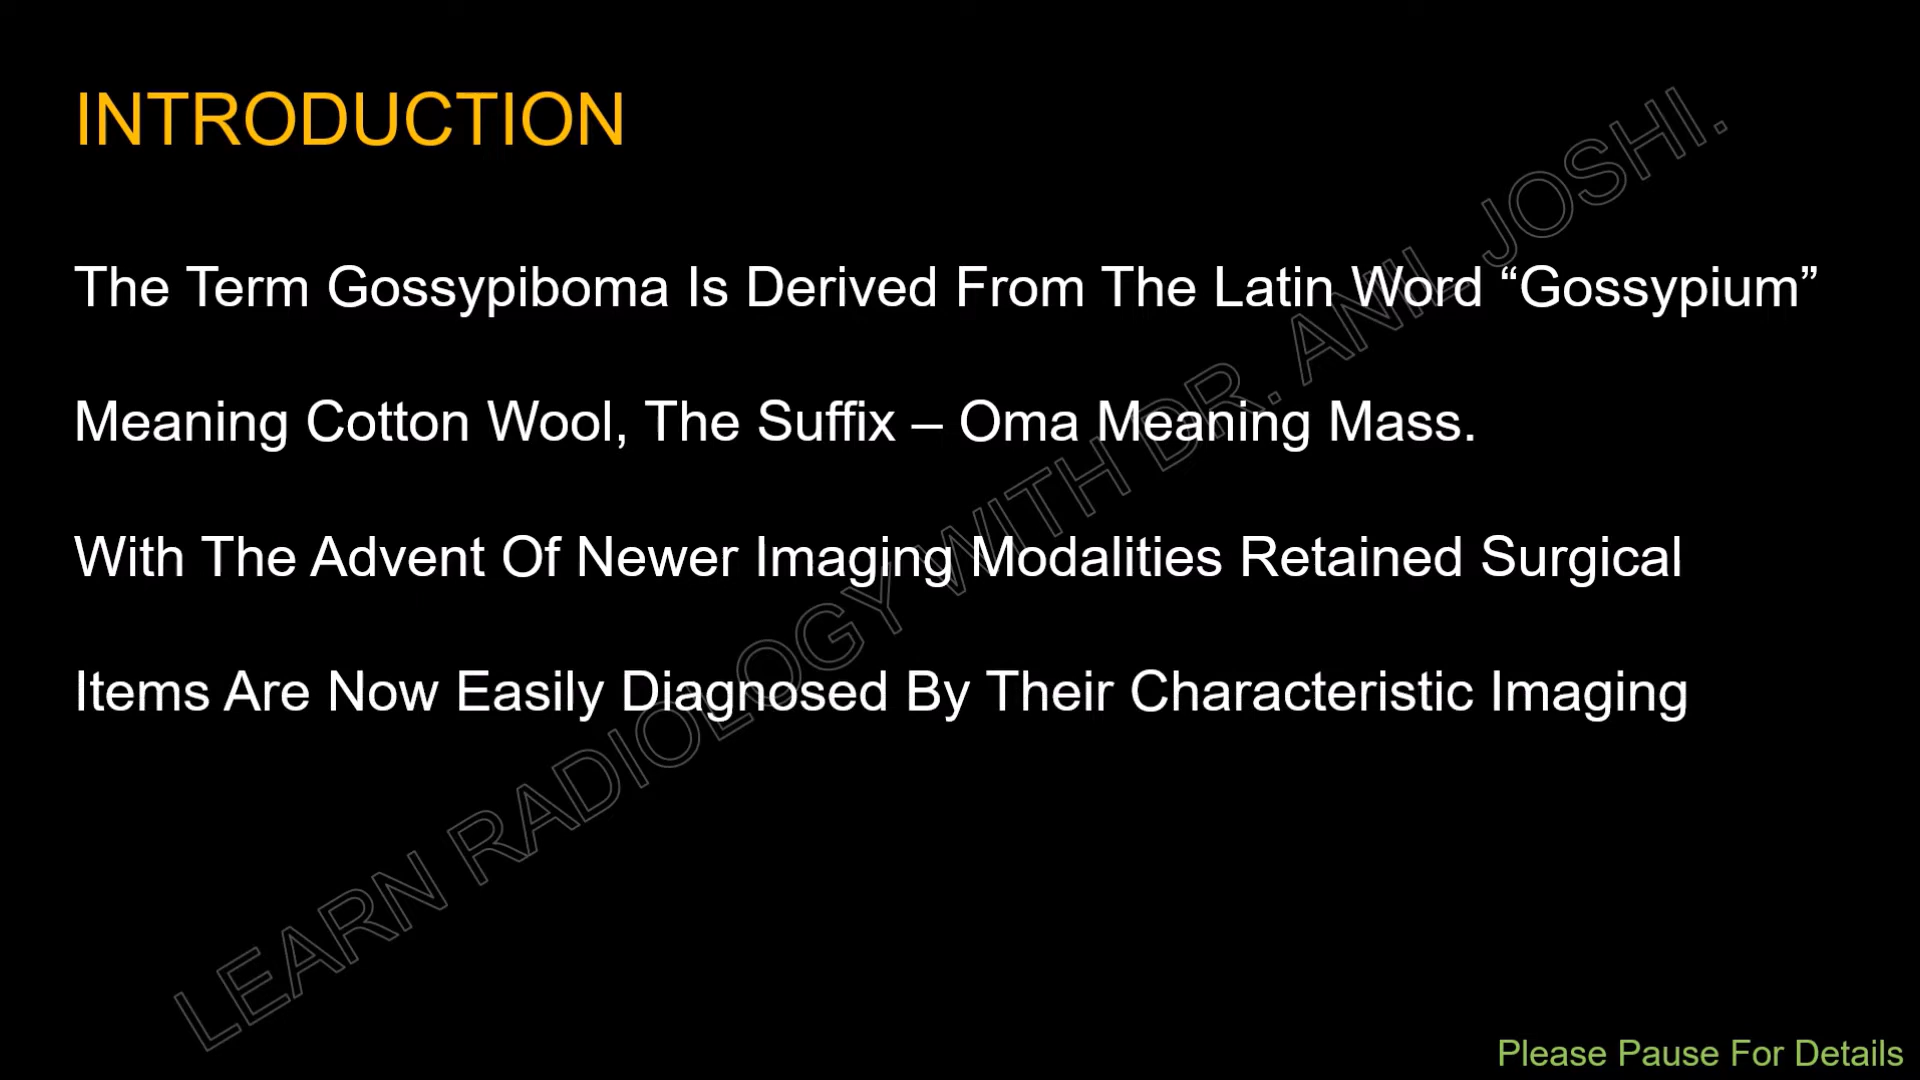 INTRODUCTION
The Term Gossypiboma Is Derived From The Latin Word “Gossypium”
Meaning Cotton Wool, The Suffix – Oma Meaning Mass.
With The Advent Of Newer Imaging Modalities Retained Surgical
Items Are Now Easily Diagnosed By Their Characteristic Imaging
LEARN RADIOLOGY WITH DR. ANIL JOSHI.
Please Pause For Details